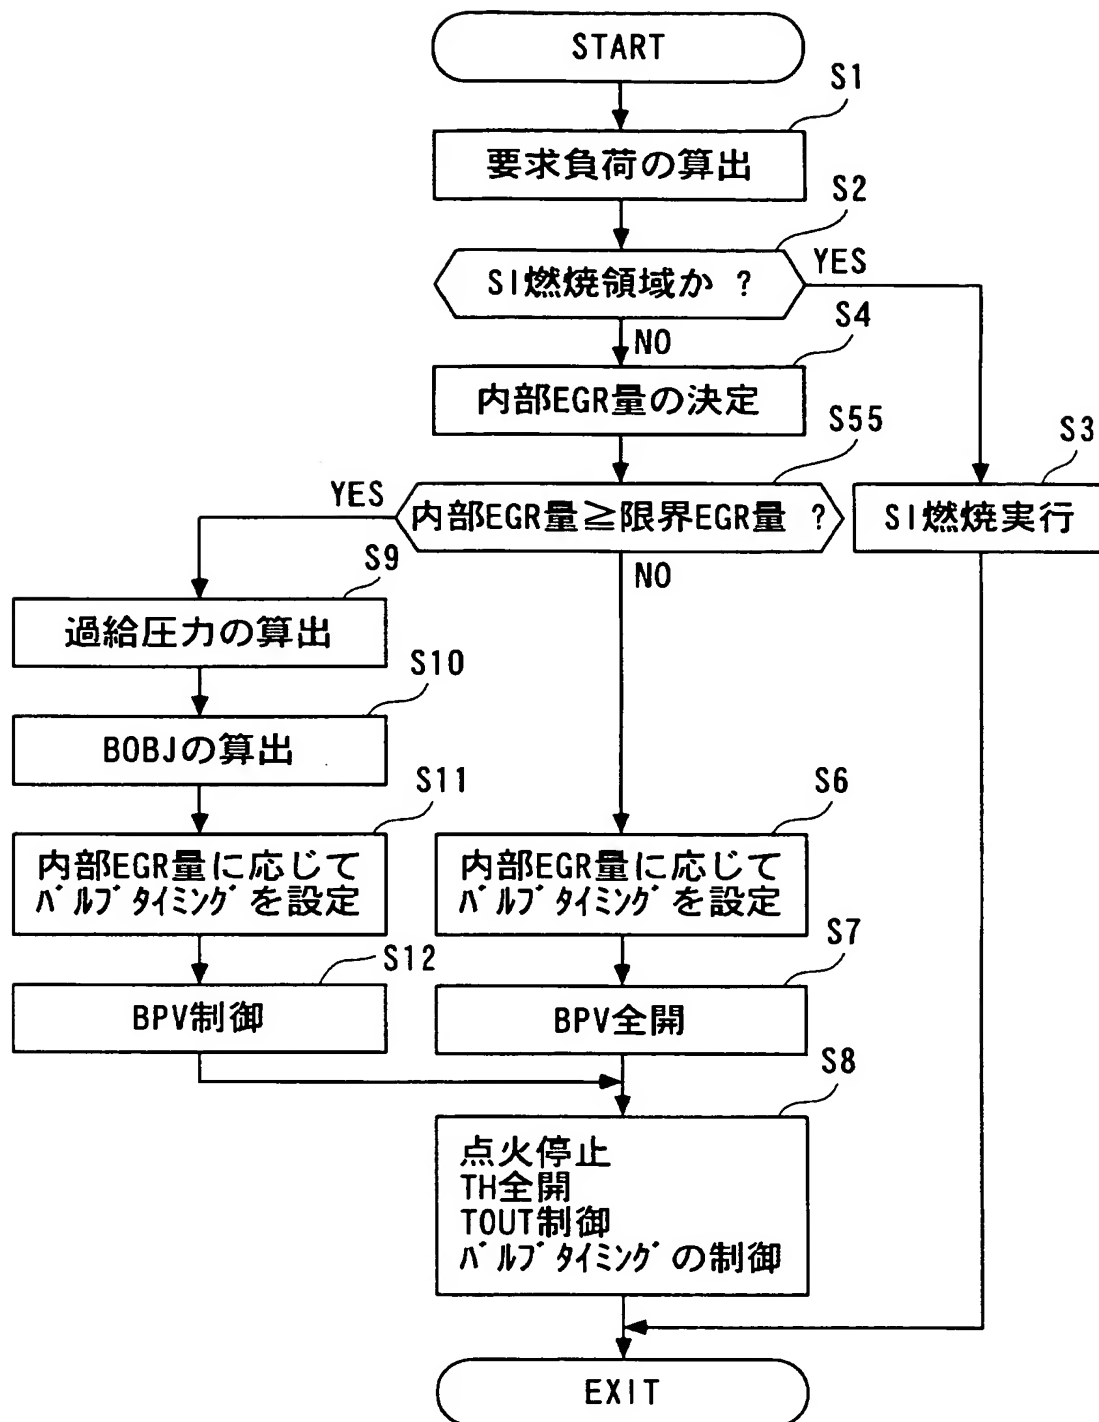 START
S1
要求負荷の算出
S2
SI燃焼領域か ?
YES
NO
S4
内部EGR量の決定
S55
YES
内部EGR量≧限界EGR量 ?
NO
S3
SI燃焼実行
S9
過給圧力の算出
S10
BOBJの算出
S11
内部EGR量に応じて
バルブタイミングを設定
S6
内部EGR量に応じて
バルブタイミングを設定
S12
BPV制御
S7
BPV全開
S8
点火停止
TH全開
TOUT制御
バルブタイミングの制御
EXIT